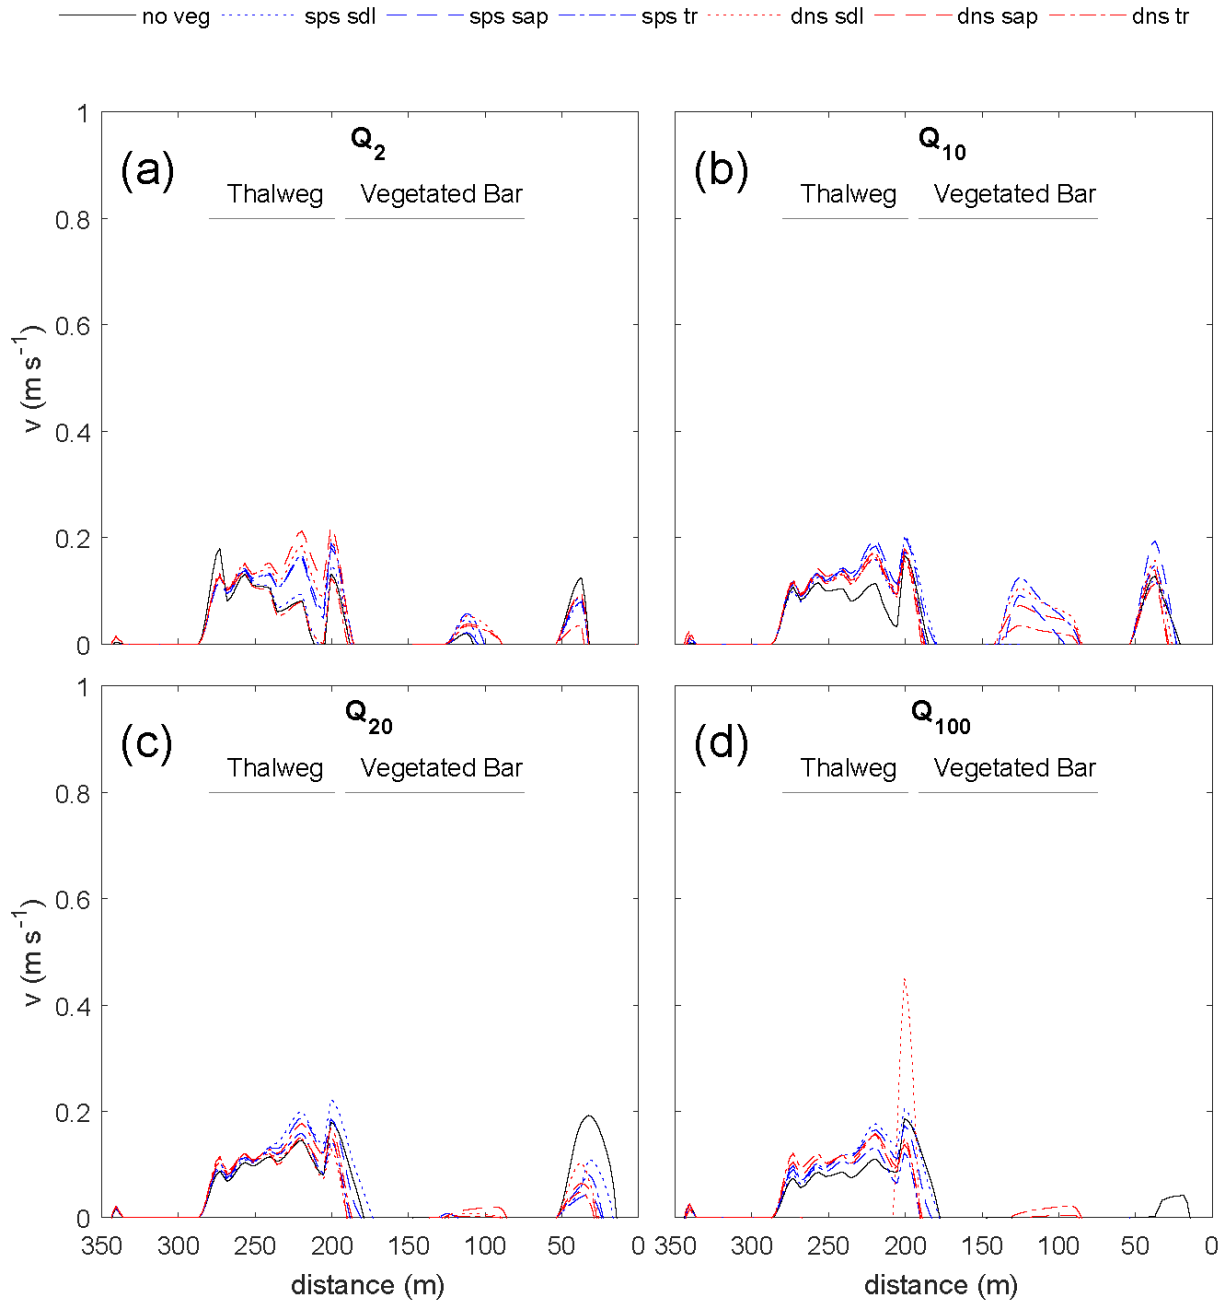 no veg sps sdl sps sap sps tr dns sdl dns sap dns tr
(a) Q2
Thalweg Vegetated Bar
1
0.8
0.6
0.4
0.2
0
v (m s-1)
(b) Q10
Thalweg Vegetated Bar
(c) Q20
Thalweg Vegetated Bar
1
0.8
0.6
0.4
0.2
0
v (m s-1)
350 300 250 200 150 100 50 0
distance (m)
(d) Q100
Thalweg Vegetated Bar
350 300 250 200 150 100 50 0
distance (m)